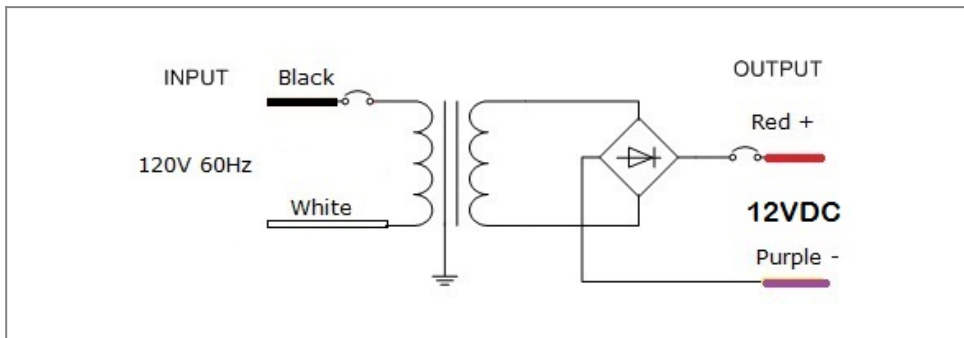 INPUT
Black
120V 60Hz
White
OUTPUT
Red +
12VDC
Purple -